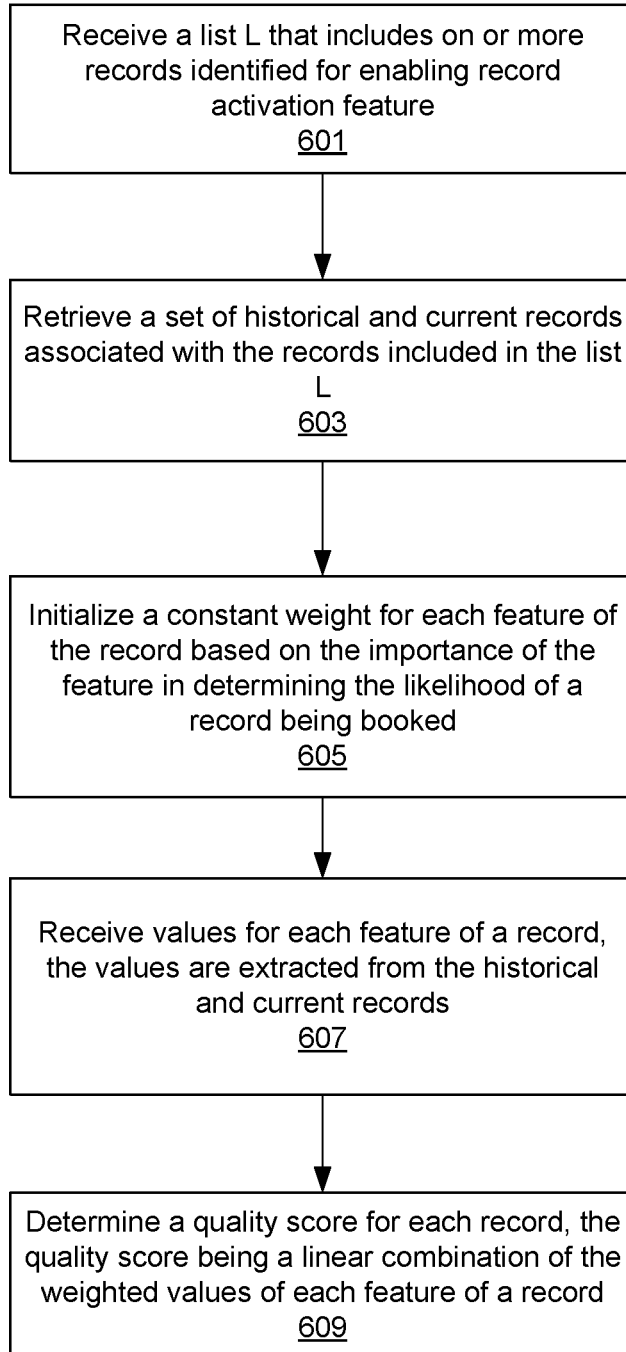 Receive a list L that includes on or more
records identified for enabling record
activation feature
601
Retrieve a set of historical and current records
associated with the records included in the list
L
603
Initialize a constant weight for each feature of
the record based on the importance of the
feature in determining the likelihood of a
record being booked
605
Receive values for each feature of a record,
the values are extracted from the historical
and current records
607
Determine a quality score for each record, the
quality score being a linear combination of the
weighted values of each feature of a record
609